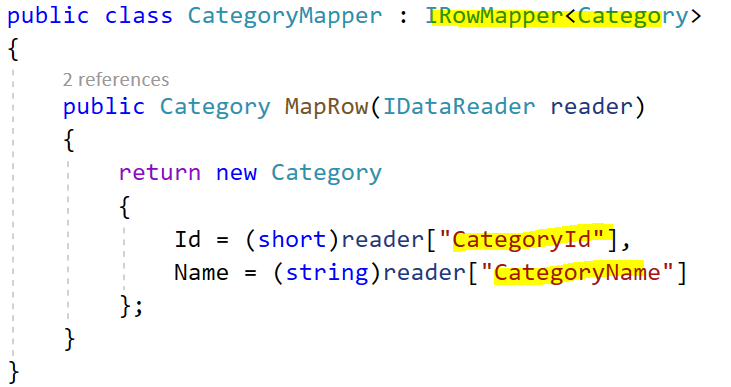 public class CategoryMapper : IRowMapper<Category>
{
2 references
public Category MapRow(IDataReader reader)
{
return new Category
{
Id = (short)reader["CategoryId"],
Name = (string)reader["CategoryName"]
};
}
}